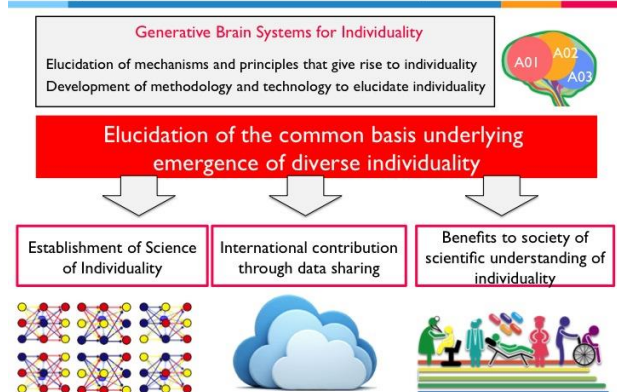 Generative Brain Systems for Individuality
Elucidation of mechanisms and principles that give rise to individuality
Development of methodology and technology to elucidate individuality
A01
A02
A03
Elucidation of the common basis underlying
emergence of diverse individuality
Establishment of Science
of Individuality
International contribution
through data sharing
Benefits to society of
scientific understanding of
individuality